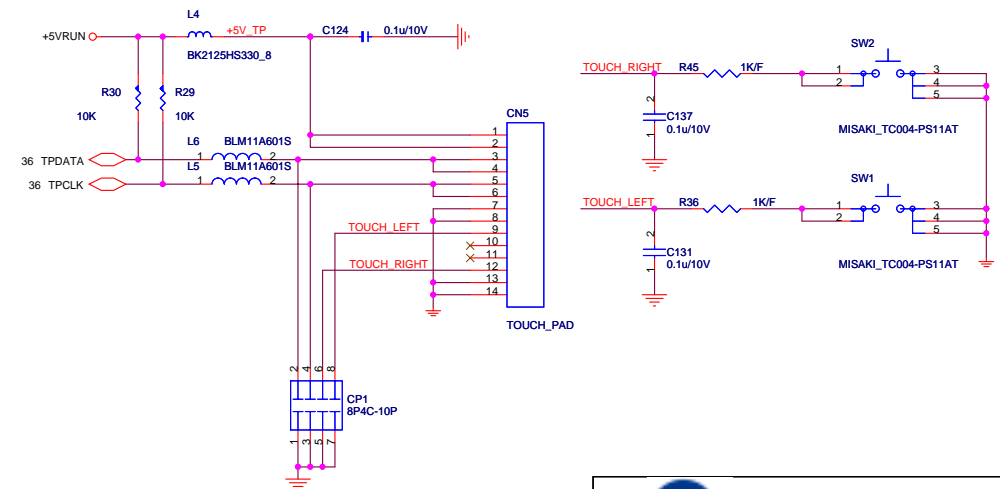 L4
+5VRUN
+5V_TP
C124
0.1u/10V
BK2125HS330_8
R30
R29
10K
10K
L6
BLM11A601S
36 TPDATA
1
2
L5
BLM11A601S
36 TPCLK
1
2
CN5
1
2
3
4
5
6
7
8
9
10
11
12
13
14
TOUCH_LEFT
TOUCH_RIGHT
TOUCH_PAD
2
4
6
8
CP1
8P4C-10P
1
3
5
7
SW2
TOUCH_RIGHT
R45
1K/F
1
2
3
4
5
2
C137
0.1u/10V
1
MISAKI_TC004-PS11AT
SW1
TOUCH_LEFT
R36
1K/F
1
2
3
4
5
2
C131
0.1u/10V
1
MISAKI_TC004-PS11AT